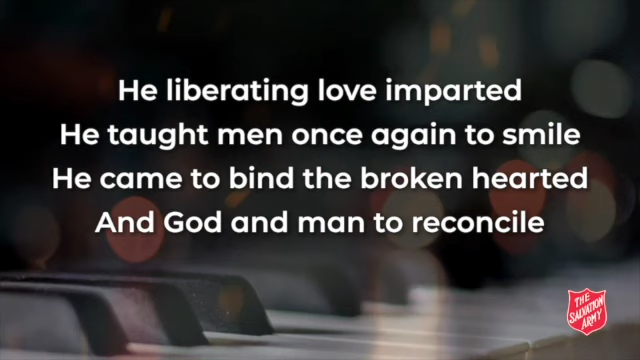 He liberating love imparted
He taught men once again to smile
He came to bind the broken hearted
And God and man to reconcile
THE
SALVATION
ARMY